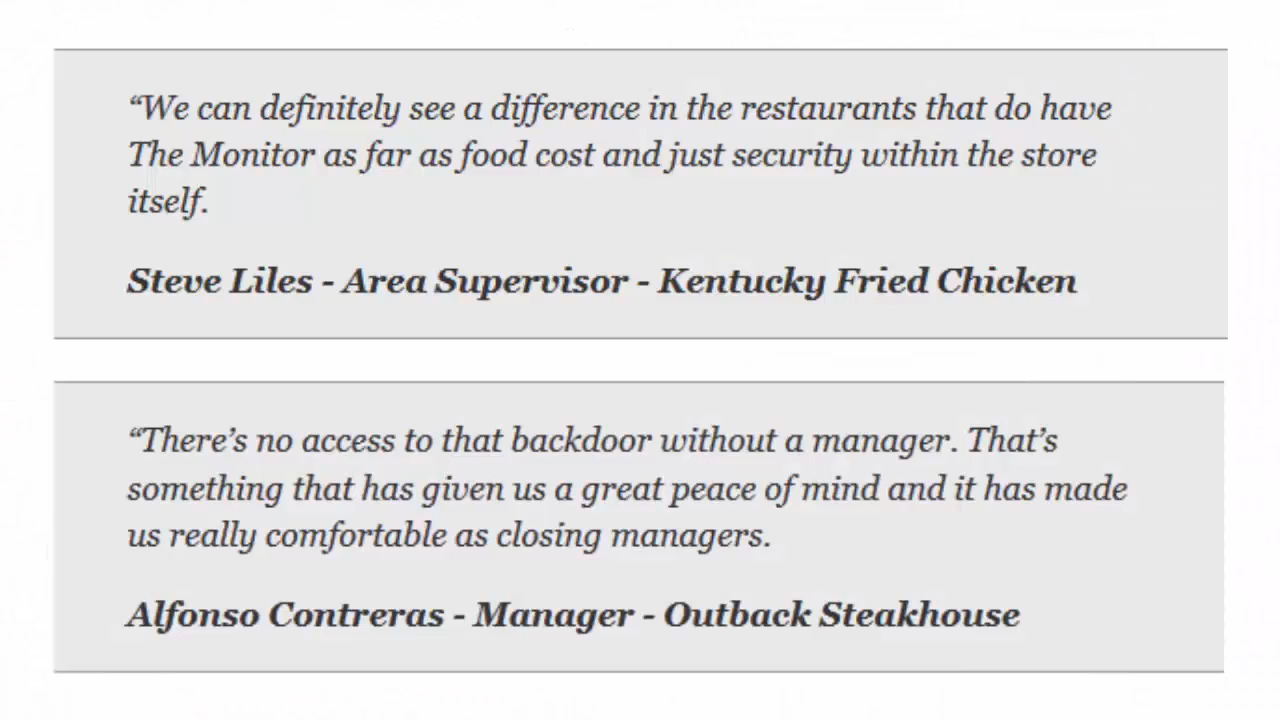 “We can definitely see a difference in the restaurants that do have
The Monitor as far as food cost and just security within the store
itself.
Steve Liles - Area Supervisor - Kentucky Fried Chicken
“There’s no access to that backdoor without a manager. That’s
something that has given us a great peace of mind and it has made
us really comfortable as closing managers.
Alfonso Contreras - Manager - Outback Steakhouse